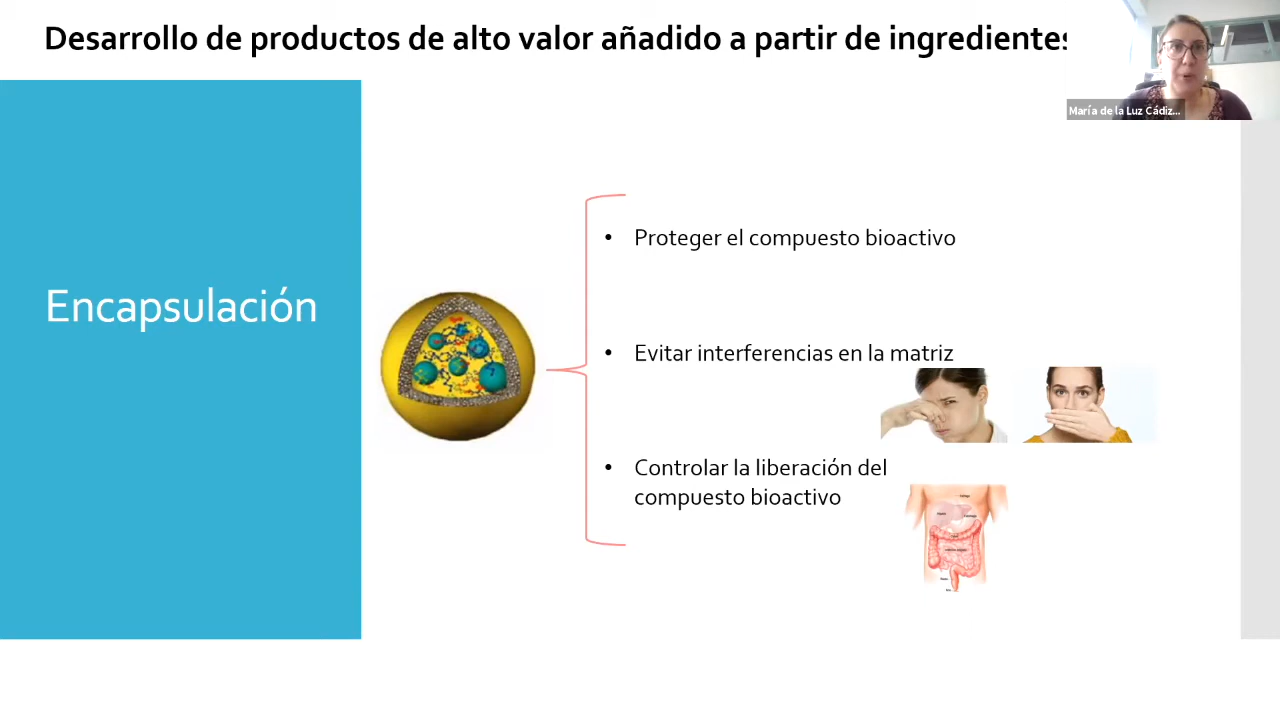 Desarrollo de productos de alto valor añadido a partir de ingredientes
María de la Luz Cádiz...
Encapsulación
• Proteger el compuesto bioactivo
• Evitar interferencias en la matriz
• Controlar la liberación del
compuesto bioactivo